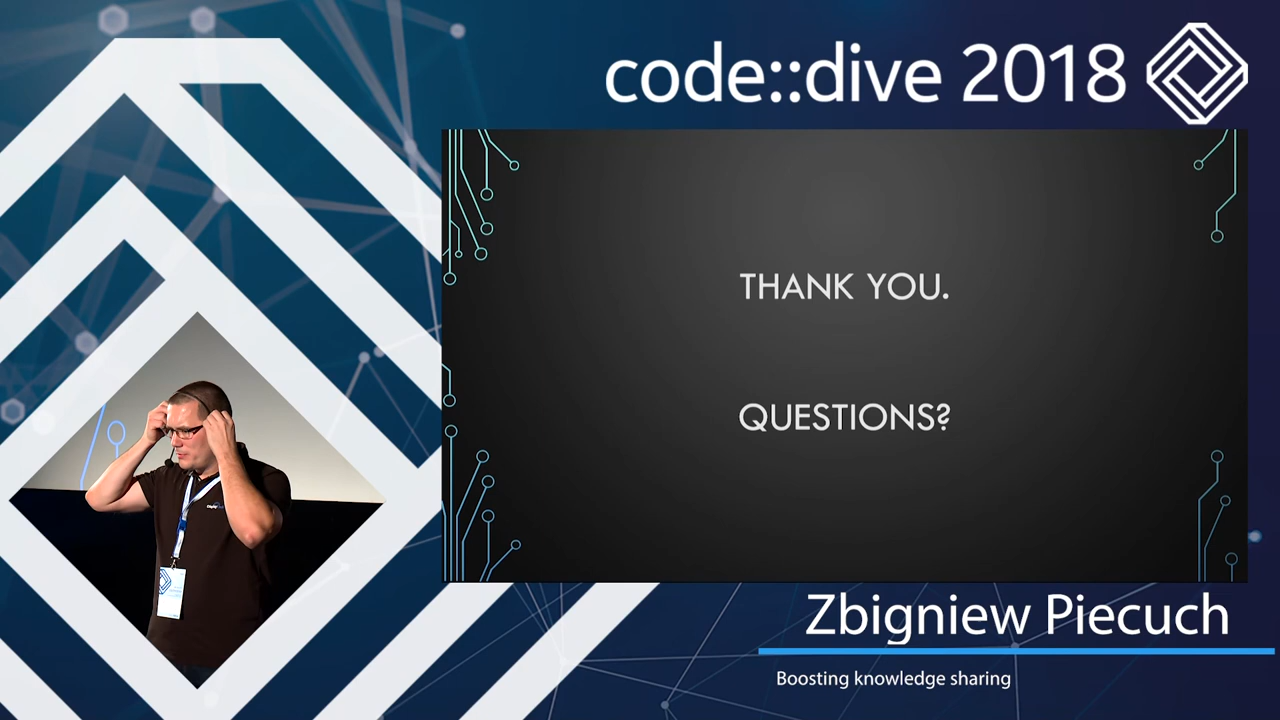 code::dive 2018
THANK YOU.
QUESTIONS?
Zbigniew Piecuch
Boosting knowledge sharing